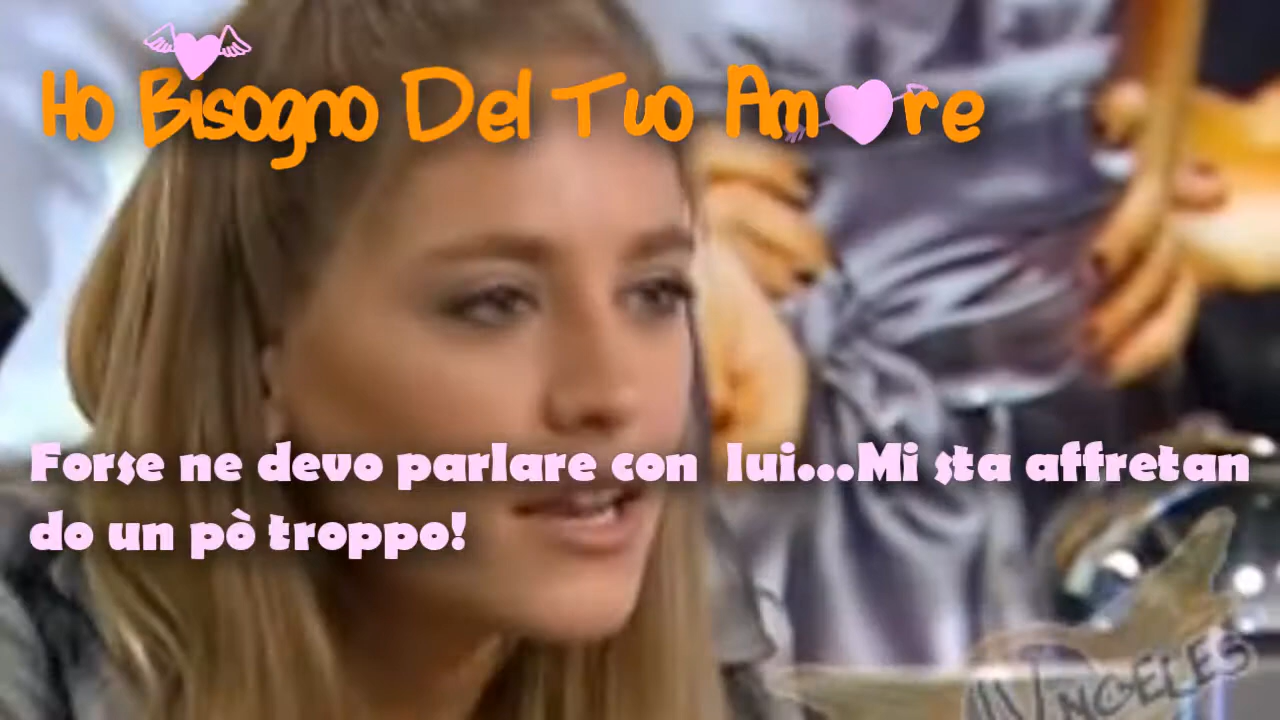 Ho Bisogno Del Tuo Amore
Forse ne devo parlare con lui...Mi sta affretan
do un pò troppo!